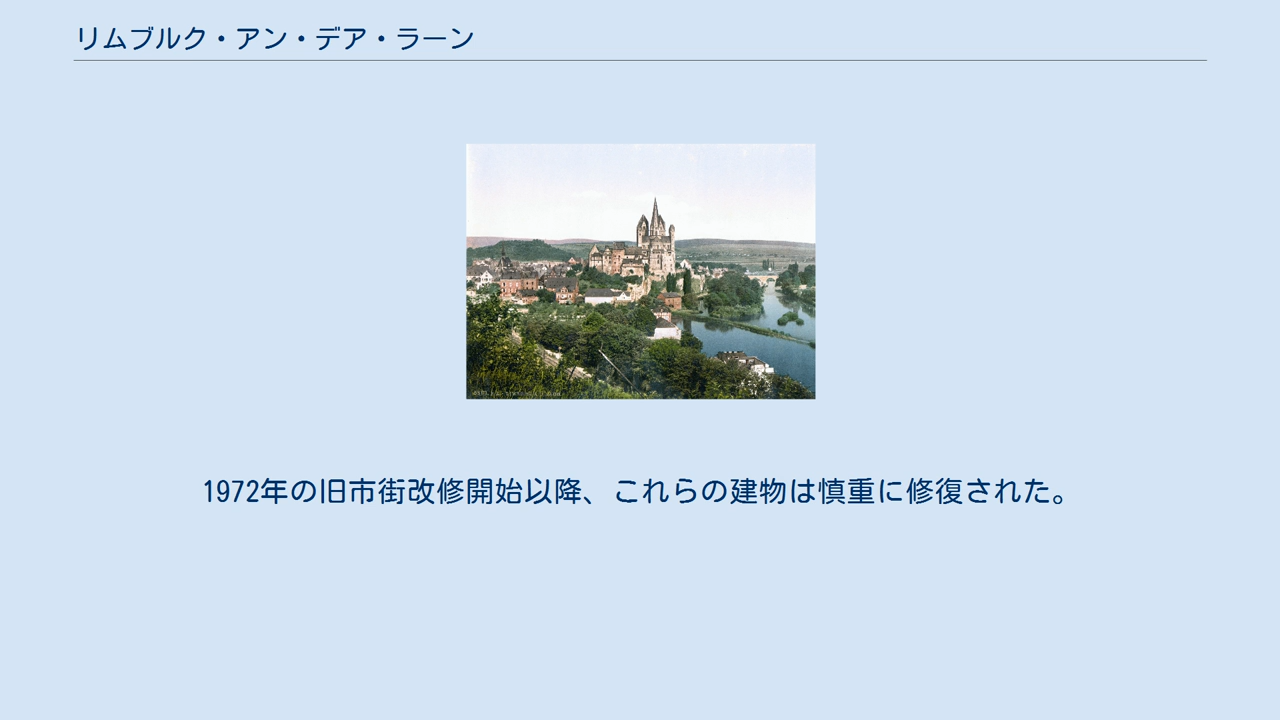 リムブルク・アン・デア・ラーン
1972年の旧市街改修開始以降、これらの建物は慎重に修復された。